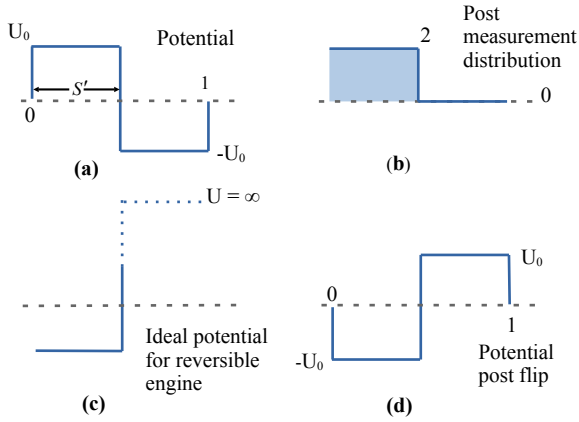 U₀
Potential
S′
0
1
-U₀
(a)
Post
measurement
distribution
2
0
(b)
U = ∞
Ideal potential
for reversible
engine
(c)
0
U₀
1
-U₀
Potential
post flip
(d)